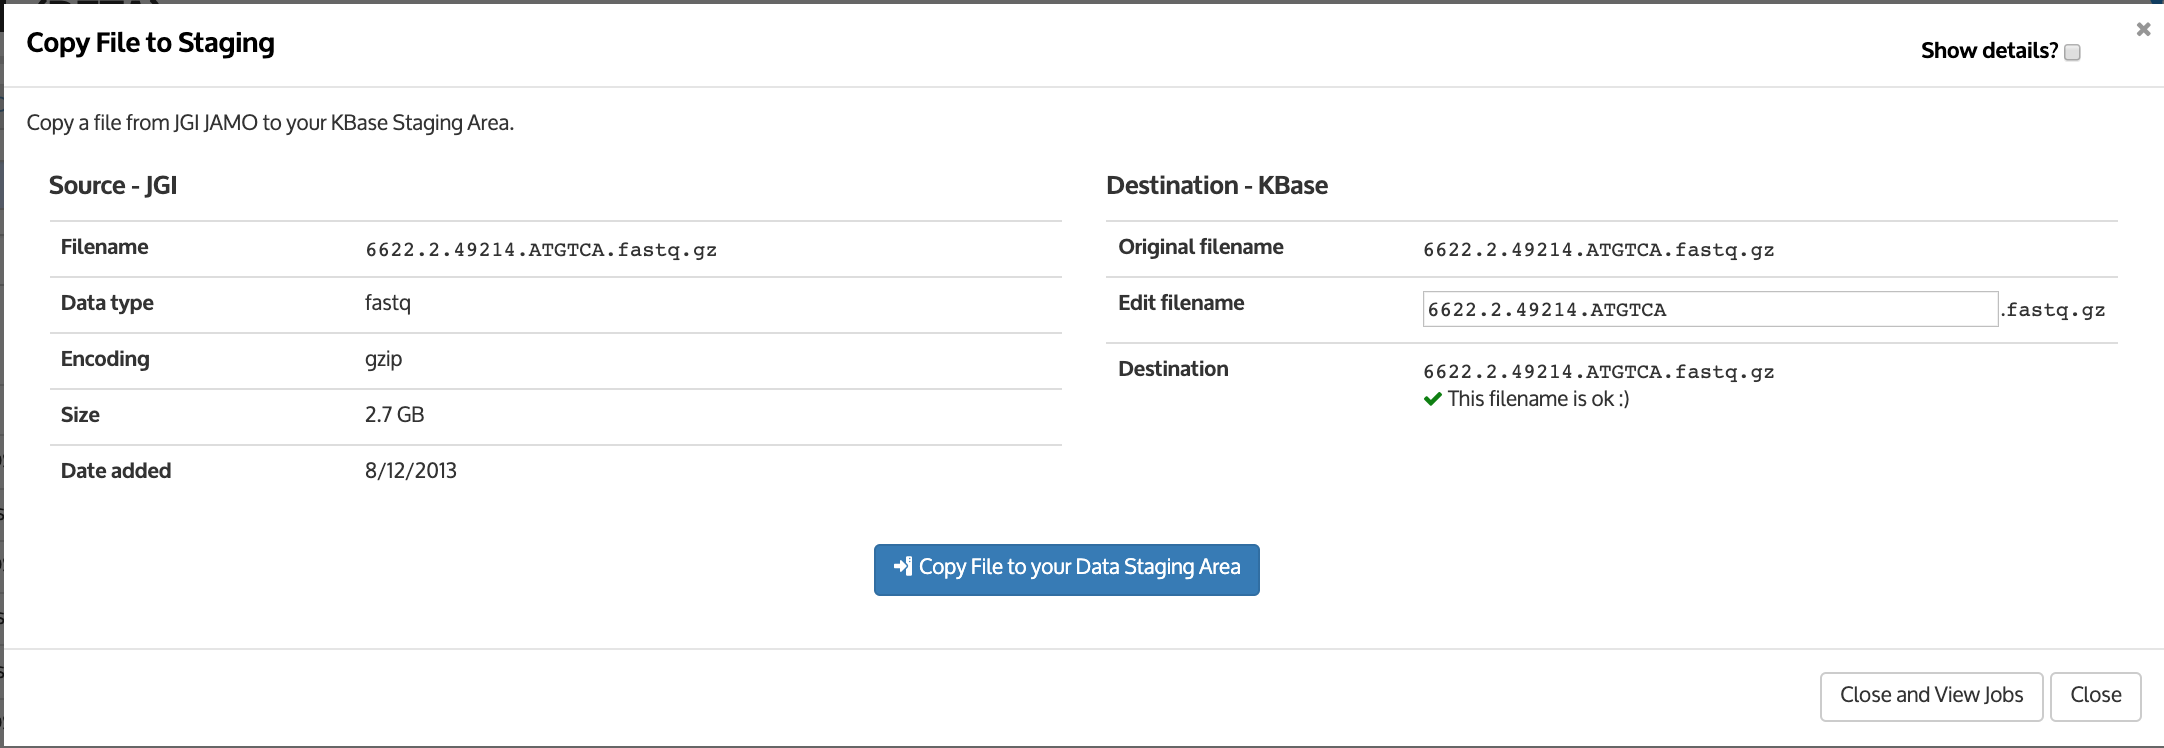 Copy File to Staging
Show details?
Copy a file from JGI JAMO to your KBase Staging Area.
Source - JGI
Filename 6622.2.49214.ATGTCA.fastq.gz
Data type fastq
Encoding gzip
Size 2.7 GB
Date added 8/12/2013
Destination - KBase
Original filename 6622.2.49214.ATGTCA.fastq.gz
Edit filename 6622.2.49214.ATGTCA .fastq.gz
Destination 6622.2.49214.ATGTCA.fastq.gz
This filename is ok :)
Copy File to your Data Staging Area
Close and View Jobs Close